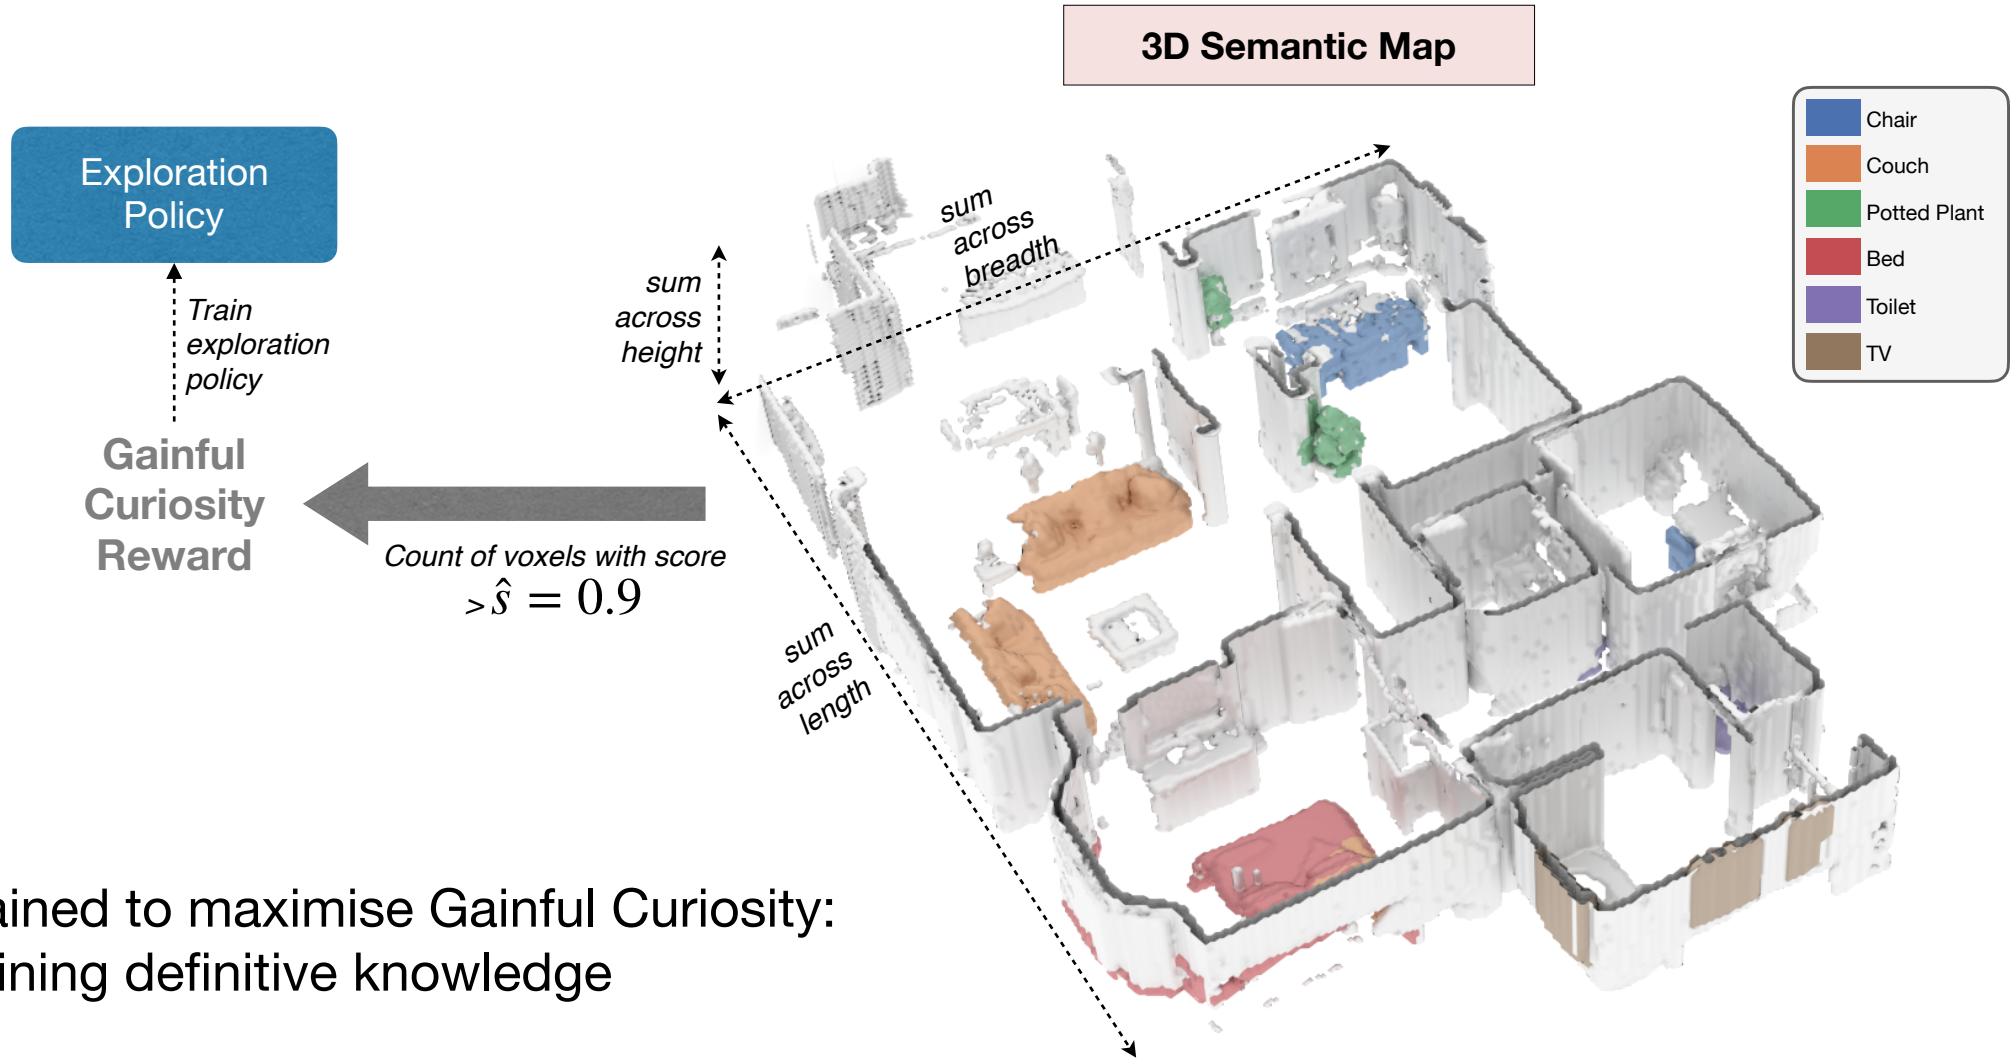 3D Semantic Map
Chair
Couch
Potted Plant
Bed
Toilet
TV
Exploration
Policy
Train
exploration
policy
Gainful
Curiosity
Reward
Count of voxels with score
> ŝ = 0.9
sum
across
height
sum
across
breadth
sum
across
length
ained to maximise Gainful Curiosity:
ining definitive knowledge